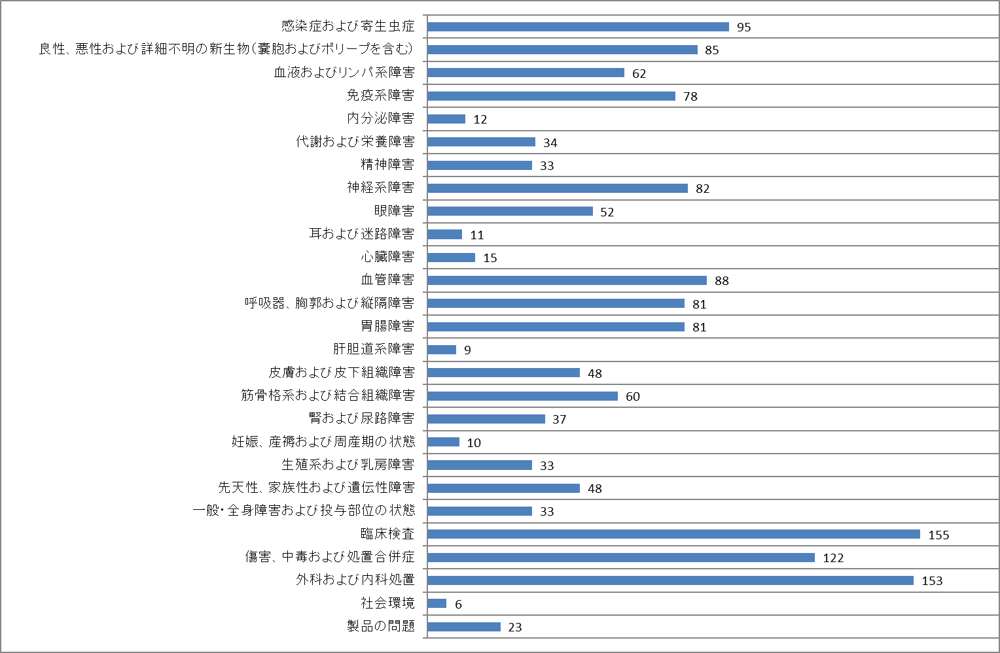 感染症および寄生虫症 95
良性、悪性および詳細不明の新生物(嚢胞およびポリープを含む) 85
血液およびリンパ系障害 62
免疫系障害 78
内分泌障害 12
代謝および栄養障害 34
精神障害 33
神経系障害 82
眼障害 52
耳および迷路障害 11
心臓障害 15
血管障害 88
呼吸器、胸郭および縦隔障害 81
胃腸障害 81
肝胆道系障害 9
皮膚および皮下組織障害 48
筋骨格系および結合組織障害 60
腎および尿路障害 37
妊娠、産褥および周産期の状態 10
生殖系および乳房障害 33
先天性、家族性および遺伝性障害 48
一般・全身障害および投与部位の状態 33
臨床検査 155
傷害、中毒および処置合併症 122
外科および内科処置 153
社会環境 6
製品の問題 23